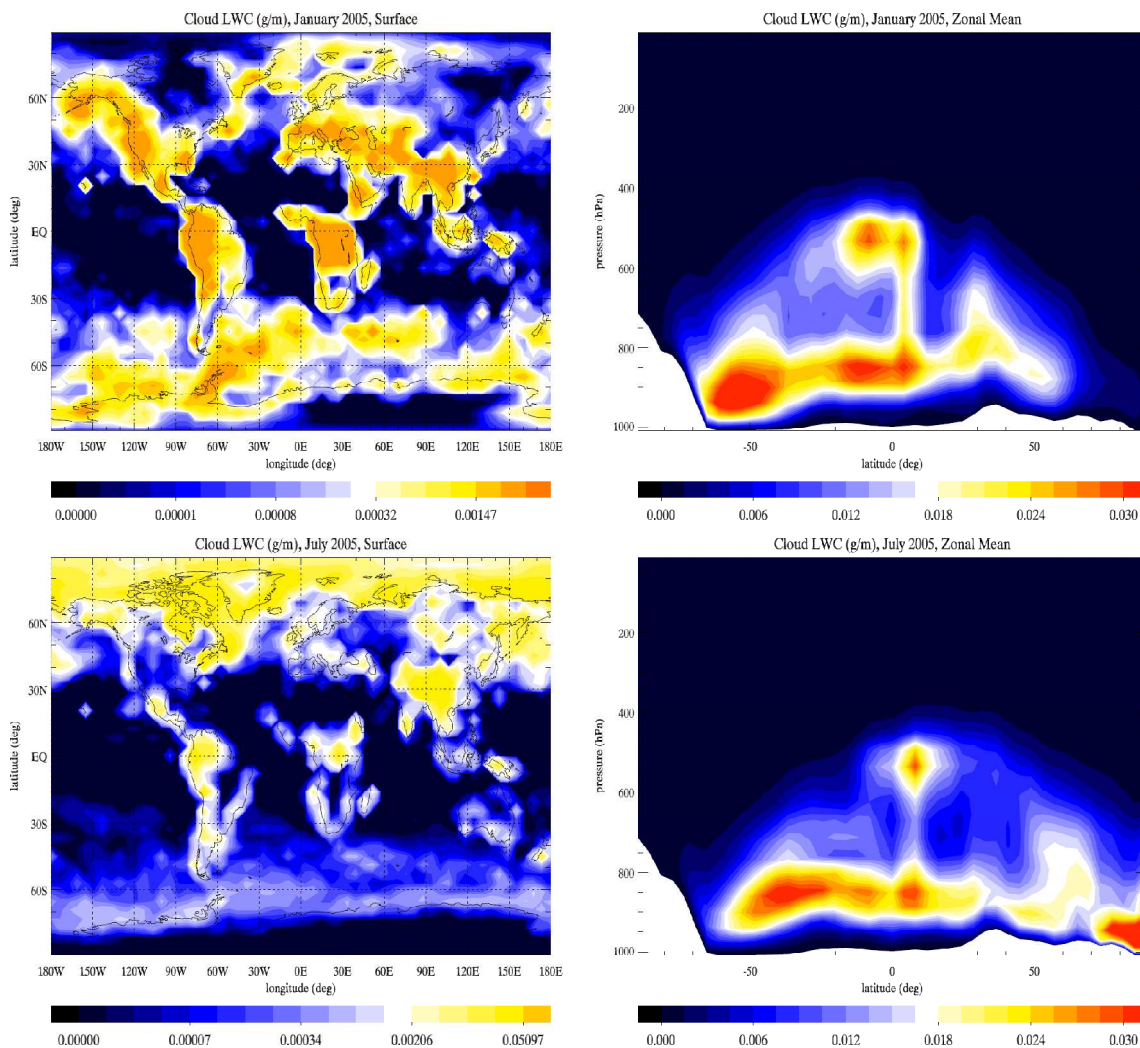 Cloud LWC (g/m), January 2005, Surface
latitude (deg)
60N
30N
EQ
30S
60S
180W 150W 120W 90W 60W 30W 0E 30E 60E 90E 120E 150E 180E
longitude (deg)
0.00000 0.00001 0.00008 0.00032 0.00147
Cloud LWC (g/m), January 2005, Zonal Mean
pressure (hPa)
200
400
600
800
1000
-50 0 50
latitude (deg)
0.000 0.006 0.012 0.018 0.024 0.030
Cloud LWC (g/m), July 2005, Surface
latitude (deg)
60N
30N
EQ
30S
60S
180W 150W 120W 90W 60W 30W 0E 30E 60E 90E 120E 150E 180E
longitude (deg)
0.00000 0.00007 0.00034 0.00206 0.05097
Cloud LWC (g/m), July 2005, Zonal Mean
pressure (hPa)
200
400
600
800
1000
-50 0 50
latitude (deg)
0.000 0.006 0.012 0.018 0.024 0.030